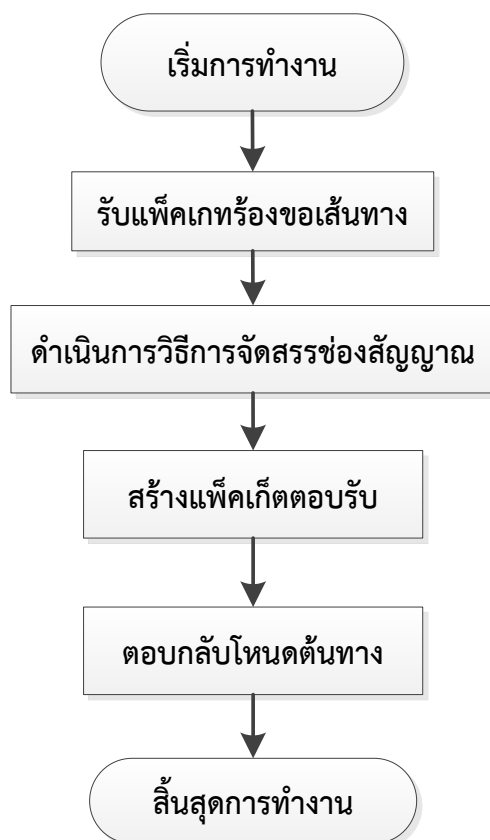 เริ่มการทำงาน
รับแพ็คเกทร้องขอเส้นทาง
ดำเนินการวิธีการจัดสรรช่องสัญญาณ
สร้างแพ็คเก็ตตอบรับ
ตอบกลับโหนดต้นทาง
สิ้นสุดการทำงาน